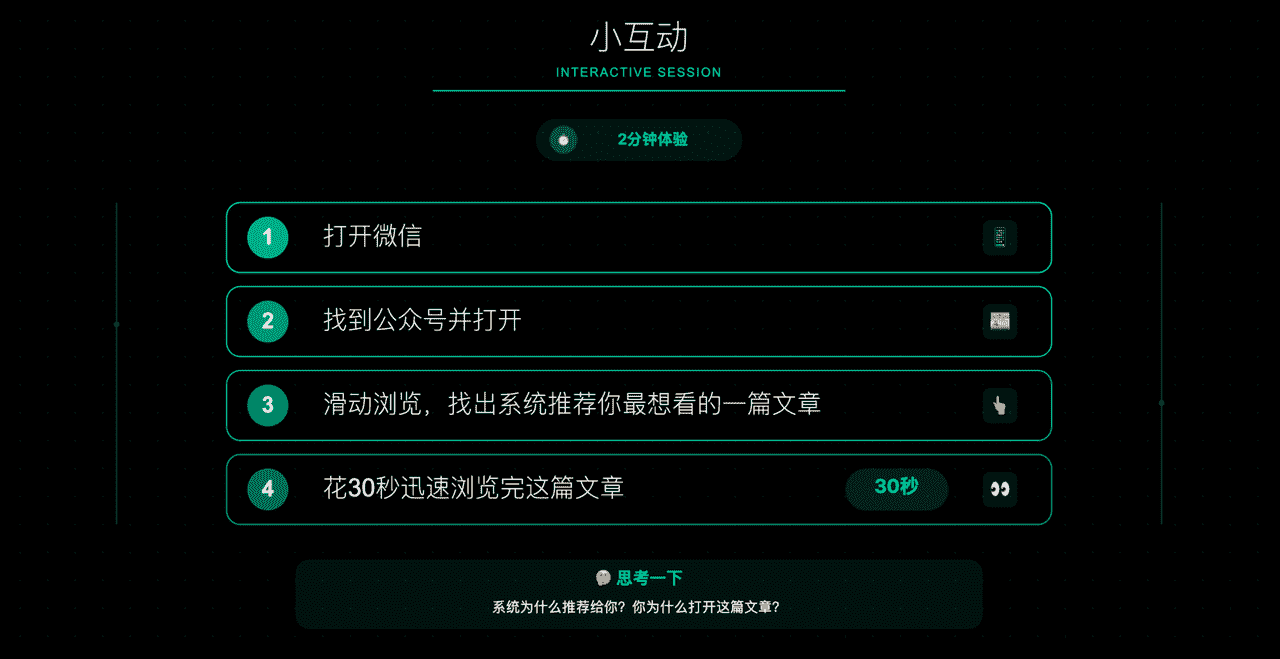 小互动
INTERACTIVE SESSION
2分钟体验
1 打开微信
2 找到公众号并打开
3 滑动浏览，找出系统推荐你最想看的一篇文章
4 花30秒迅速浏览完这篇文章 30秒
思考一下
系统为什么推荐给你？你为什么打开这篇文章？